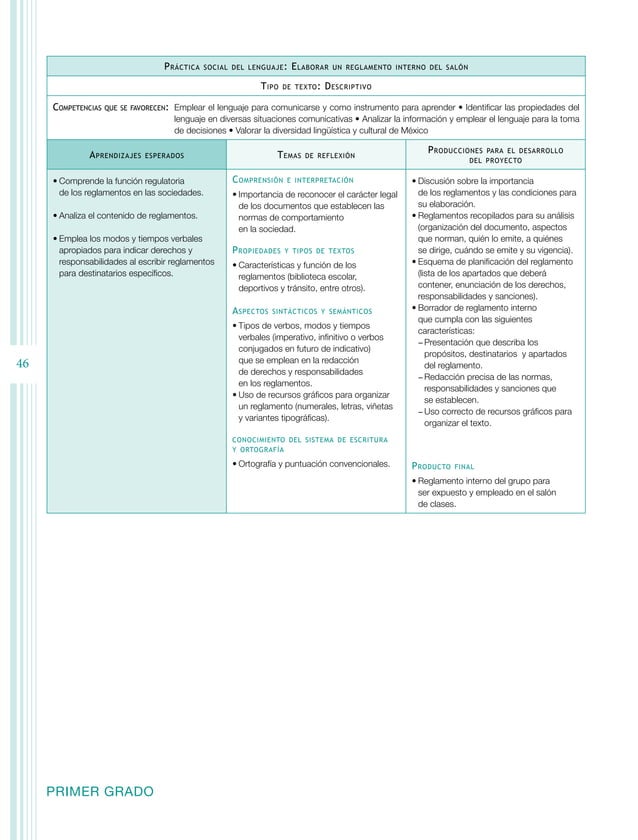 Práctica social del lenguaje: Elaborar un reglamento interno del salón
Tipo de texto: Descriptivo
Competencias que se favorecen: Emplear el lenguaje para comunicarse y como instrumento para aprender • Identificar las propiedades del
lenguaje en diversas situaciones comunicativas • Analizar la información y emplear el lenguaje para la toma
de decisiones • Valorar la diversidad lingüística y cultural de México
Aprendizajes esperados
• Comprende la función regulatoria
de los reglamentos en las sociedades.
• Analiza el contenido de reglamentos.
• Emplea los modos y tiempos verbales
apropiados para indicar derechos y
responsabilidades al escribir reglamentos
para destinatarios específicos.
Temas de reflexión
Comprensión e interpretación
• Importancia de reconocer el carácter legal
de los documentos que establecen las
normas de comportamiento
en la sociedad.
Propiedades y tipos de textos
• Características y función de los
reglamentos (biblioteca escolar,
deportivos y tránsito, entre otros).
Aspectos sintácticos y semánticos
• Tipos de verbos, modos y tiempos
verbales (imperativo, infinitivo o verbos
conjugados en futuro de indicativo)
que se emplean en la redacción
de derechos y responsabilidades
en los reglamentos.
• Uso de recursos gráficos para organizar
un reglamento (numerales, letras, viñetas
y variantes tipográficas).
conocimiento del sistema de escritura
y ortografía
• Ortografía y puntuación convencionales.
Producciones para el desarrollo
del proyecto
• Discusión sobre la importancia
de los reglamentos y las condiciones para
su elaboración.
• Reglamentos recopilados para su análisis
(organización del documento, aspectos
que norman, quién lo emite, a quiénes
se dirige, cuándo se emite y su vigencia).
• Esquema de planificación del reglamento
(lista de los apartados que deberá
contener, enunciación de los derechos,
responsabilidades y sanciones).
• Borrador de reglamento interno
que cumpla con las siguientes
características:
– Presentación que describa los
propósitos, destinatarios y apartados
del reglamento.
– Redacción precisa de las normas,
responsabilidades y sanciones que
se establecen.
– Uso correcto de recursos gráficos para
organizar el texto.
Producto final
• Reglamento interno del grupo para
ser expuesto y empleado en el salón
de clases.
46
PRIMER GRADO